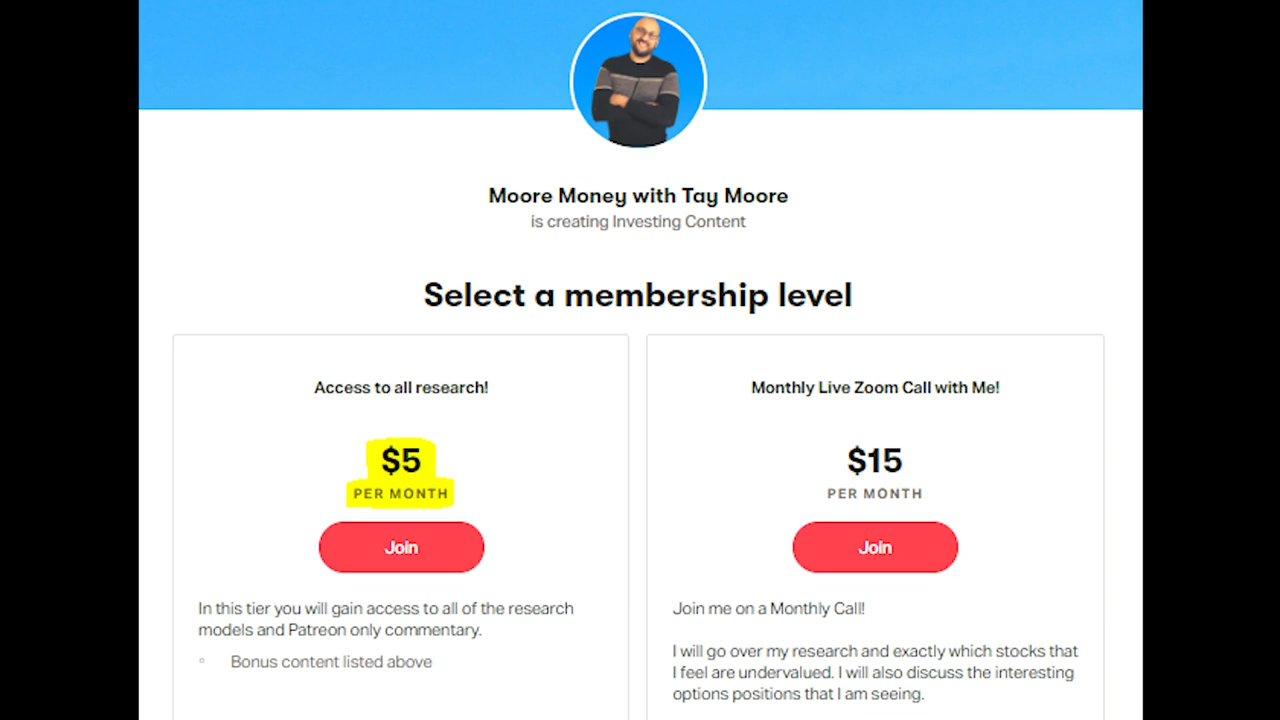 Moore Money with Tay Moore
is creating Investing Content
Select a membership level
Access to all research!
$5
PER MONTH
Join
In this tier you will gain access to all of the research
models and Patreon only commentary.
Bonus content listed above
Monthly Live Zoom Call with Me!
$15
PER MONTH
Join
Join me on a Monthly Call!
I will go over my research and exactly which stocks that
I feel are undervalued. I will also discuss the interesting
options positions that I am seeing.